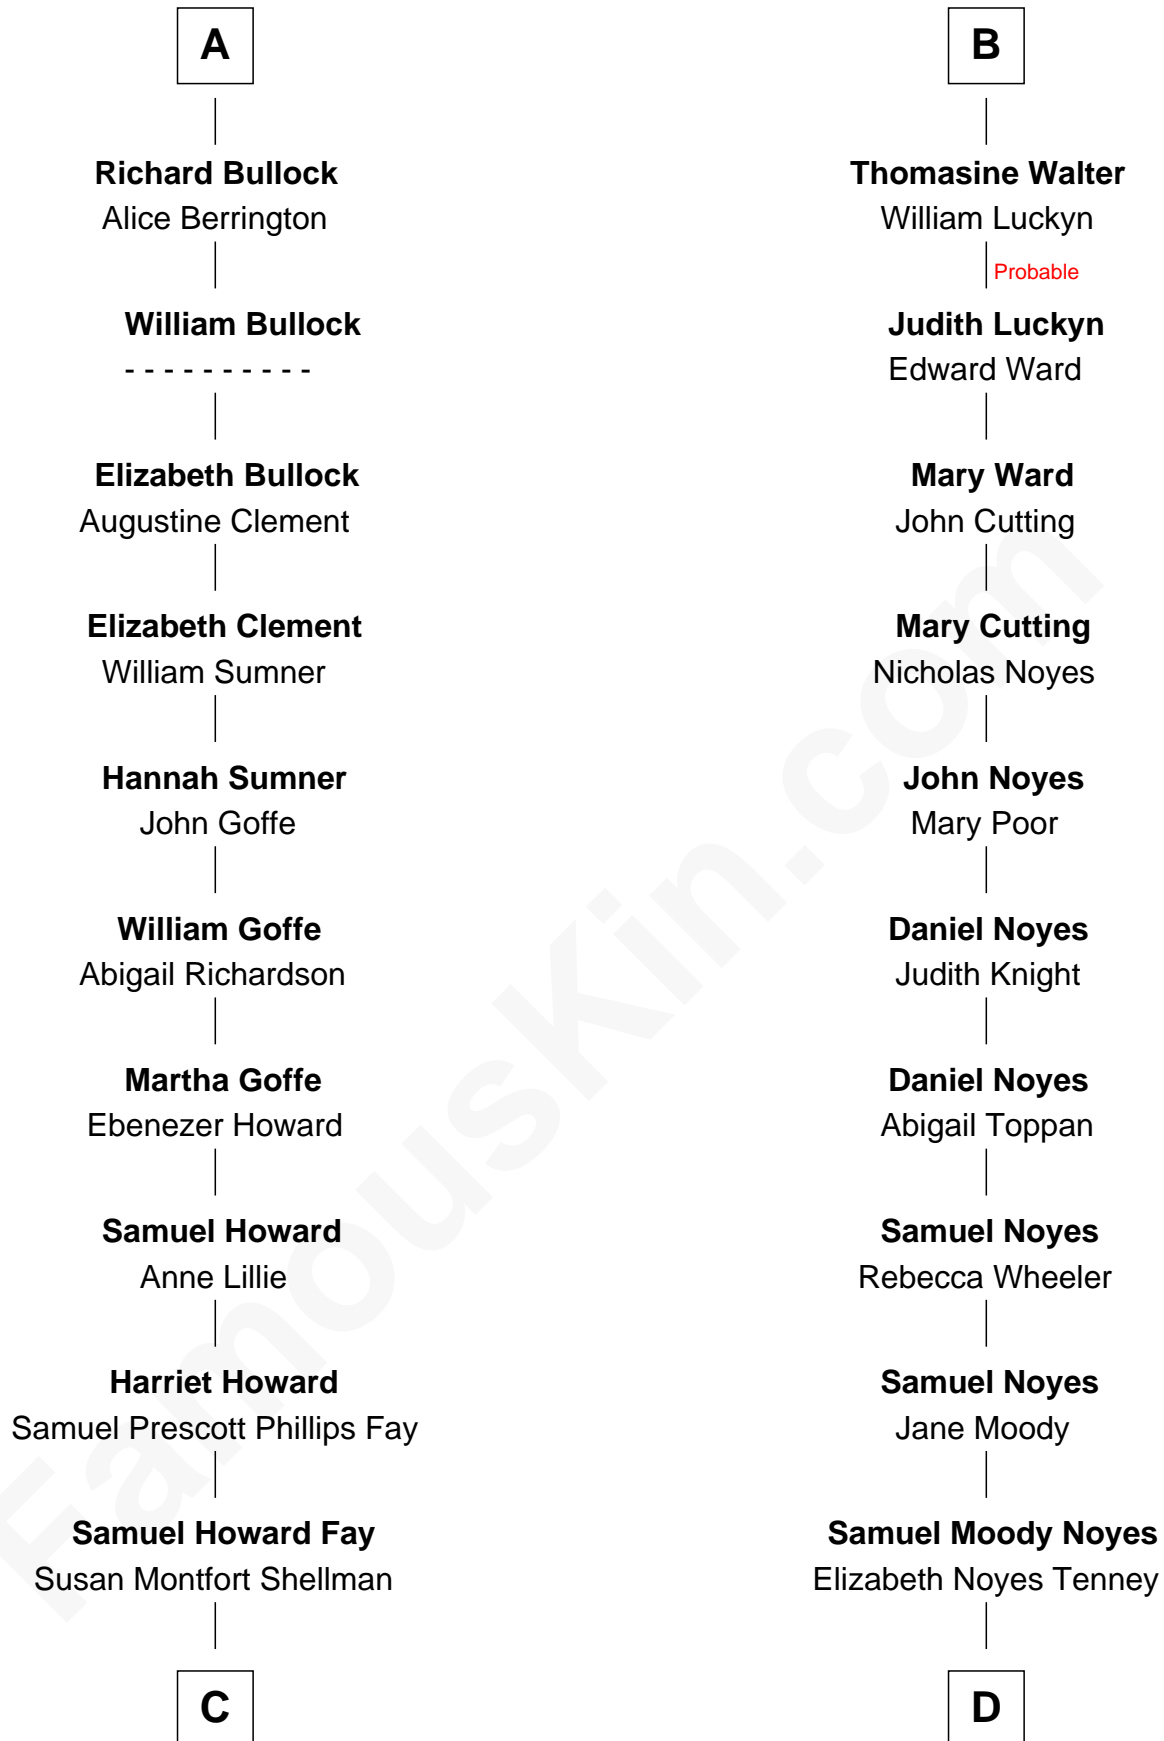 A
Richard Bullock
Alice Berrington
William Bullock
- - - - - - - - - -
Elizabeth Bullock
Augustine Clement
Elizabeth Clement
William Sumner
Hannah Sumner
John Goffe
William Goffe
Abigail Richardson
Martha Goffe
Ebenezer Howard
Samuel Howard
Anne Lillie
Harriet Howard
Samuel Prescott Phillips Fay
Samuel Howard Fay
Susan Montfort Shellman
C
B
Thomasine Walter
William Luckyn
Probable
Judith Luckyn
Edward Ward
Mary Ward
John Cutting
Mary Cutting
Nicholas Noyes
John Noyes
Mary Poor
Daniel Noyes
Judith Knight
Daniel Noyes
Abigail Toppan
Samuel Noyes
Rebecca Wheeler
Samuel Noyes
Jane Moody
Samuel Moody Noyes
Elizabeth Noyes Tenney
D
FamousKin.com